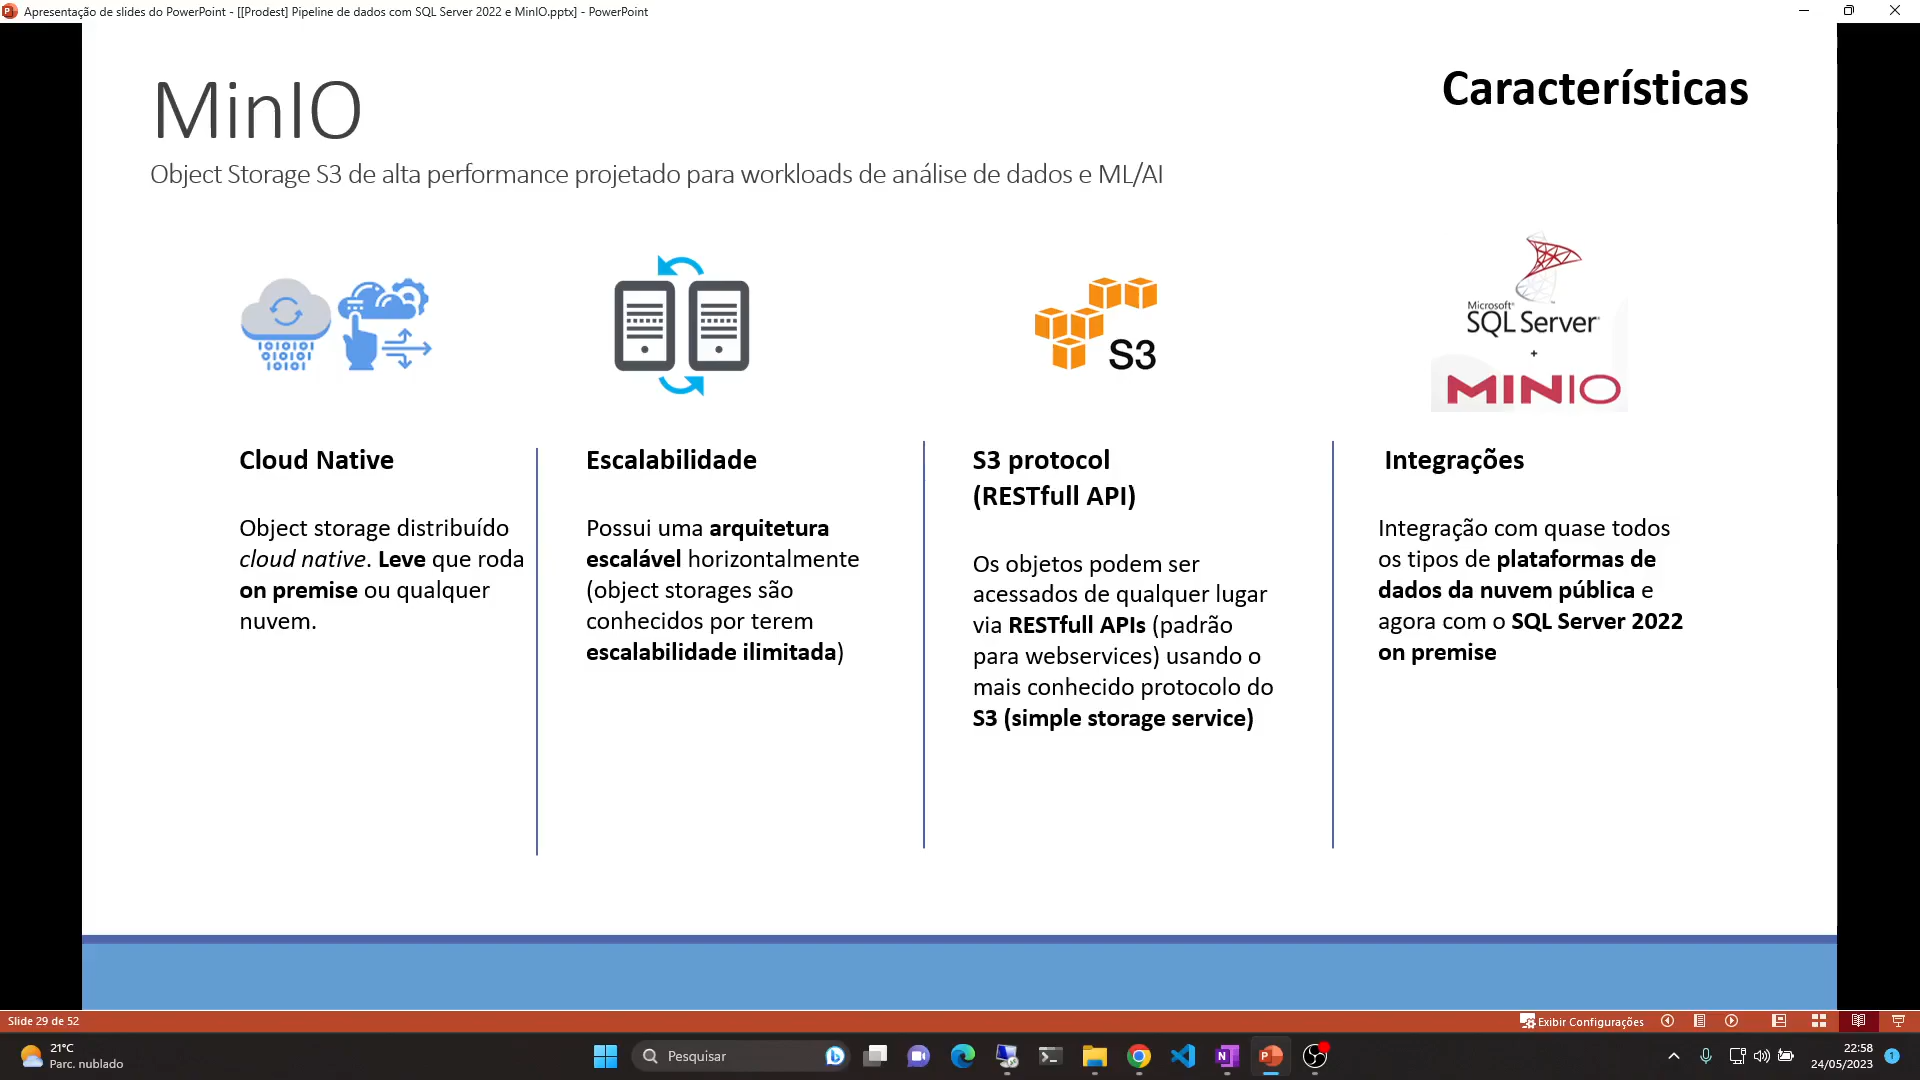 Apresentação de slides do PowerPoint - [[Prodest] Pipeline de dados com SQL Server 2022 e MinIO.pptx] - PowerPoint
MinIO
Características
Object Storage S3 de alta performance projetado para workloads de análise de dados e ML/AI
S3
Microsoft
SQL Server
+
MINIO
Cloud Native
Object storage distribuído
cloud native. Leve que roda
on premise ou qualquer
nuvem.
Escalabilidade
Possui uma arquitetura
escalável horizontalmente
(object storages são
conhecidos por terem
escalabilidade ilimitada)
S3 protocol
(RESTfull API)
Os objetos podem ser
acessados de qualquer lugar
via RESTfull APIs (padrão
para webservices) usando o
mais conhecido protocolo do
S3 (simple storage service)
Integrações
Integração com quase todos
os tipos de plataformas de
dados da nuvem pública e
agora com o SQL Server 2022
on premise
Slide 29 de 52
Exibir Configurações
21°C
Parc. nublado
Pesquisar
22:58
24/05/2023
1